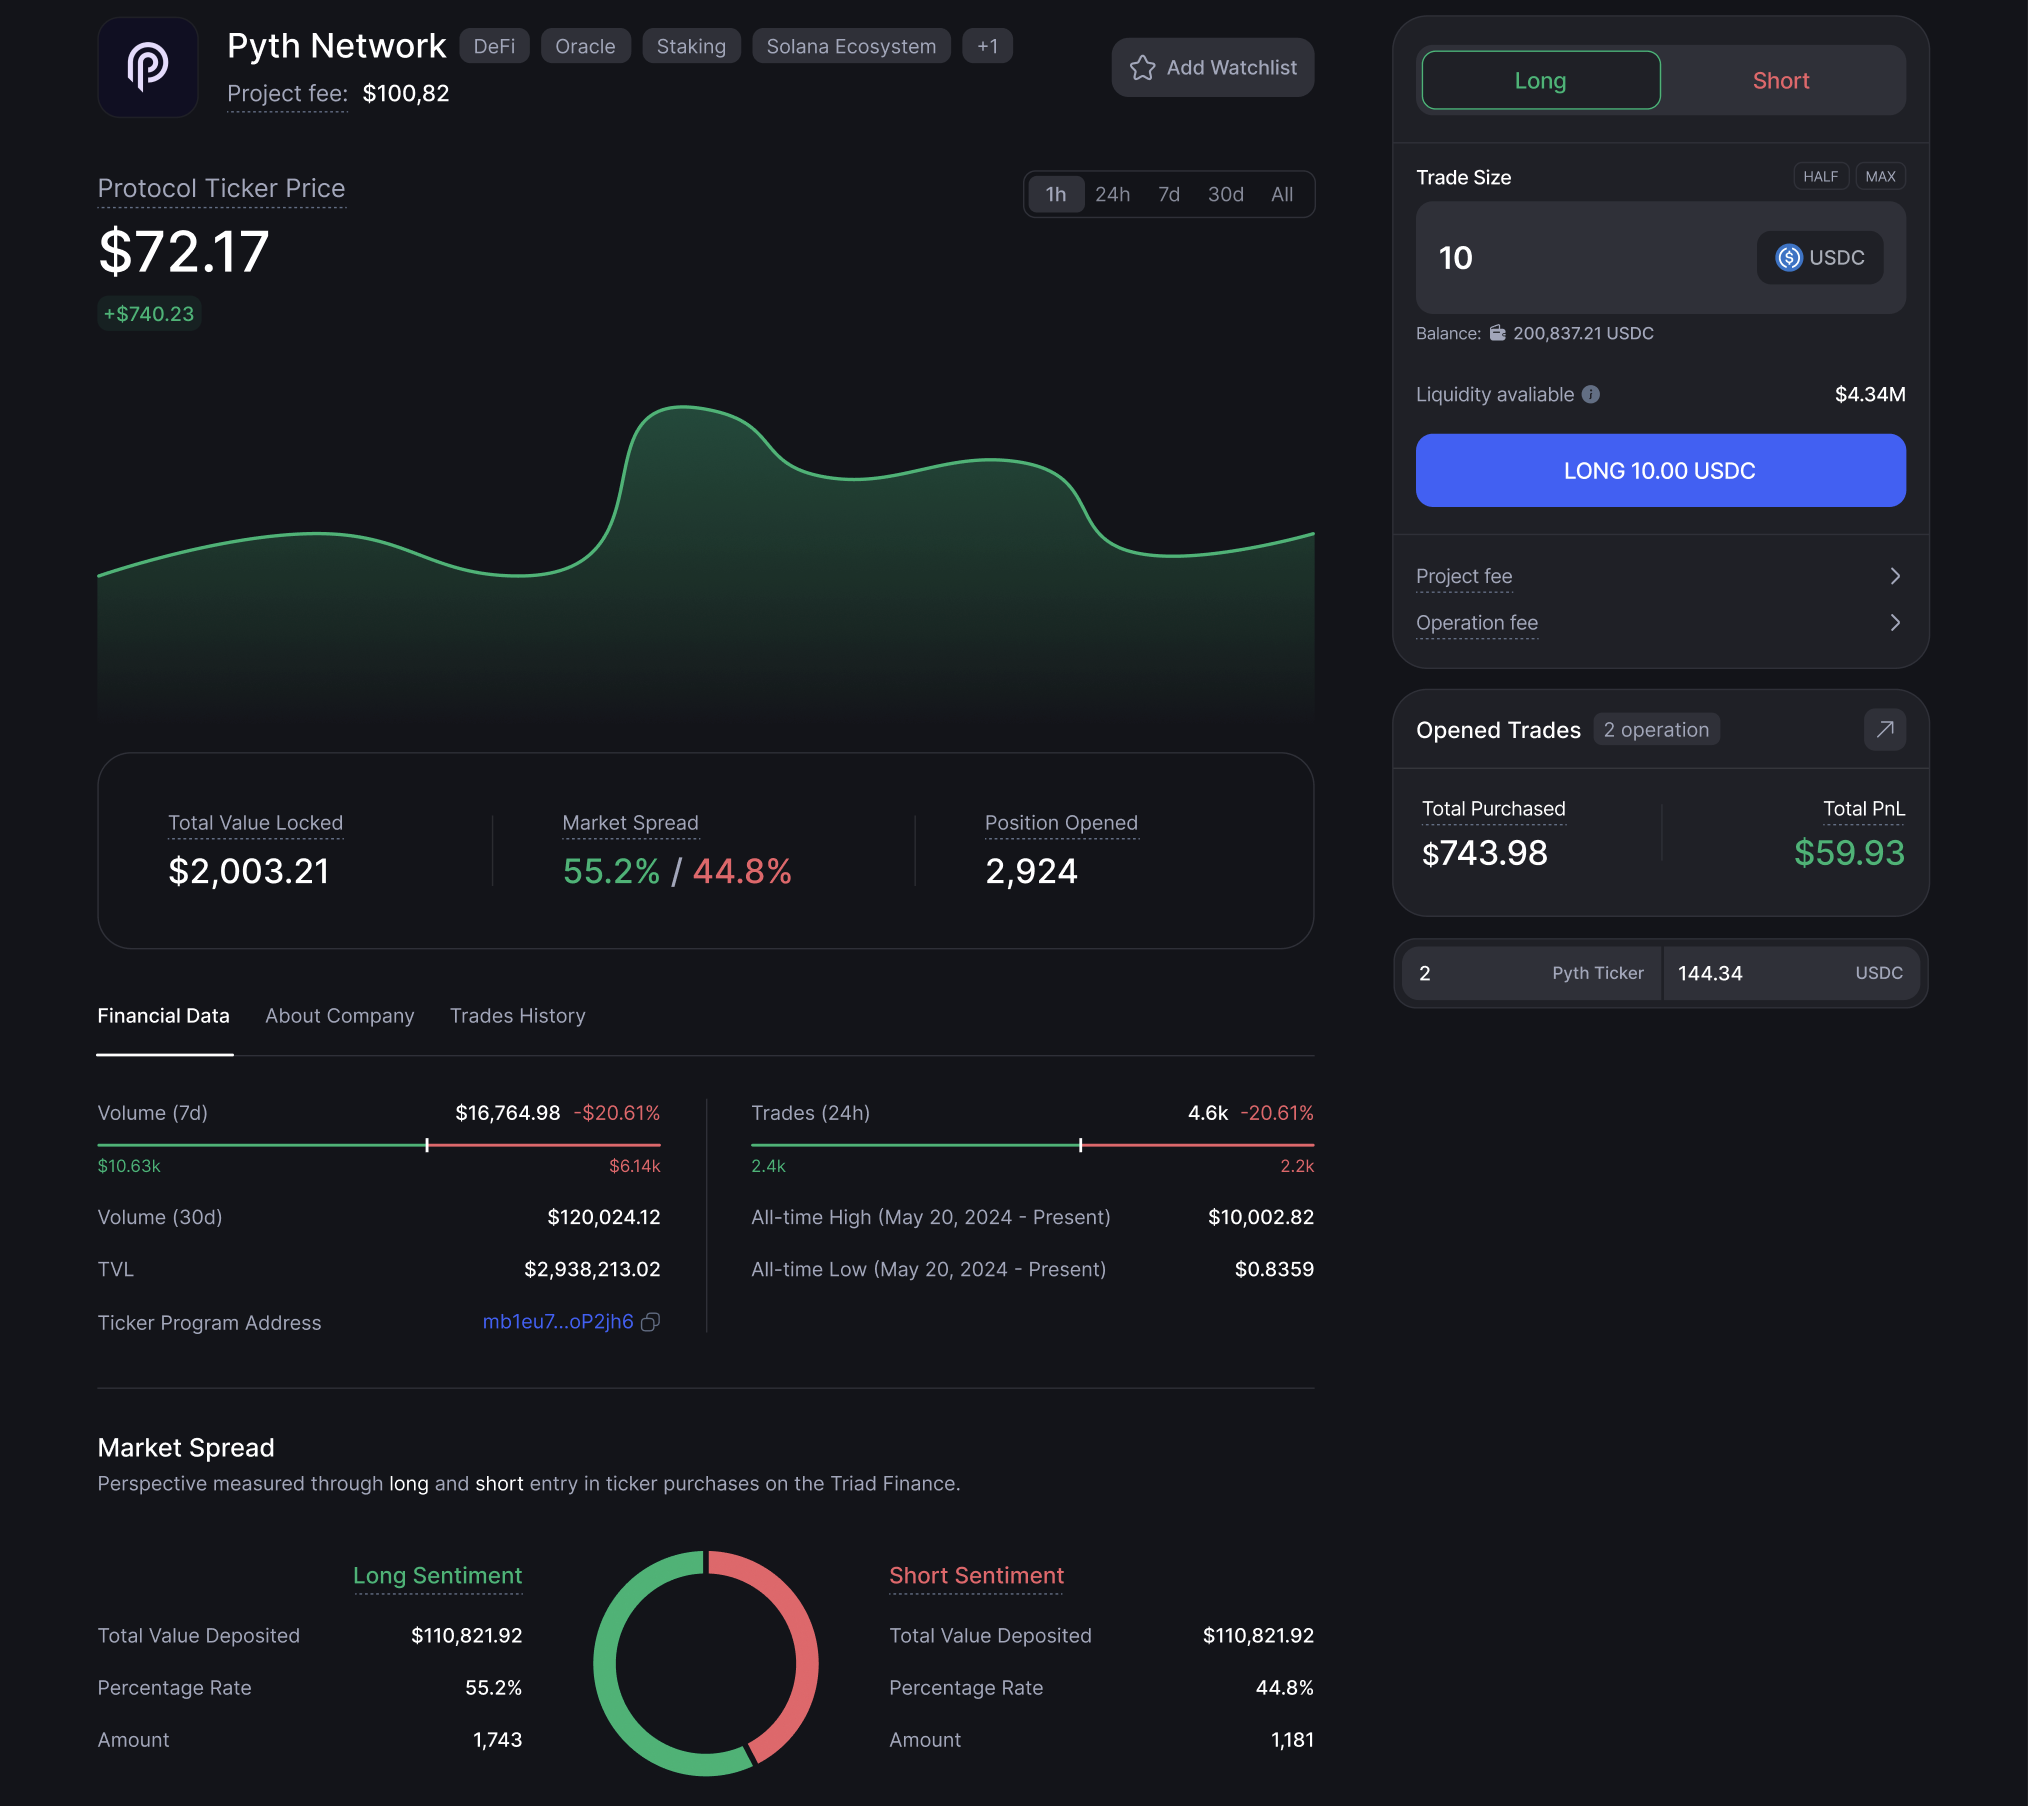 Pyth Network DeFi Oracle Staking Solana Ecosystem +1
Project fee: $100,82
Add Watchlist
Protocol Ticker Price
1h 24h 7d 30d All
$72.17
+$740.23
Total Value Locked
$2,003.21
Market Spread
55.2% / 44.8%
Position Opened
2,924
Financial Data About Company Trades History
Volume (7d) $16,764.98 -$20.61%
$10.63k $6.14k
Volume (30d) $120,024.12
TVL $2,938,213.02
Ticker Program Address mb1eu7...oP2jh6
Trades (24h) 4.6k -20.61%
2.4k 2.2k
All-time High (May 20, 2024 - Present) $10,002.82
All-time Low (May 20, 2024 - Present) $0.8359
Market Spread
Perspective measured through long and short entry in ticker purchases on the Triad Finance.
Long Sentiment
Total Value Deposited $110,821.92
Percentage Rate 55.2%
Amount 1,743
Short Sentiment
Total Value Deposited $110,821.92
Percentage Rate 44.8%
Amount 1,181
Long Short
Trade Size HALF MAX
10 USDC
Balance: 200,837.21 USDC
Liquidity avaliable $4.34M
LONG 10.00 USDC
Project fee
Operation fee
Opened Trades 2 operation
Total Purchased
$743.98
Total PnL
$59.93
2 Pyth Ticker 144.34 USDC